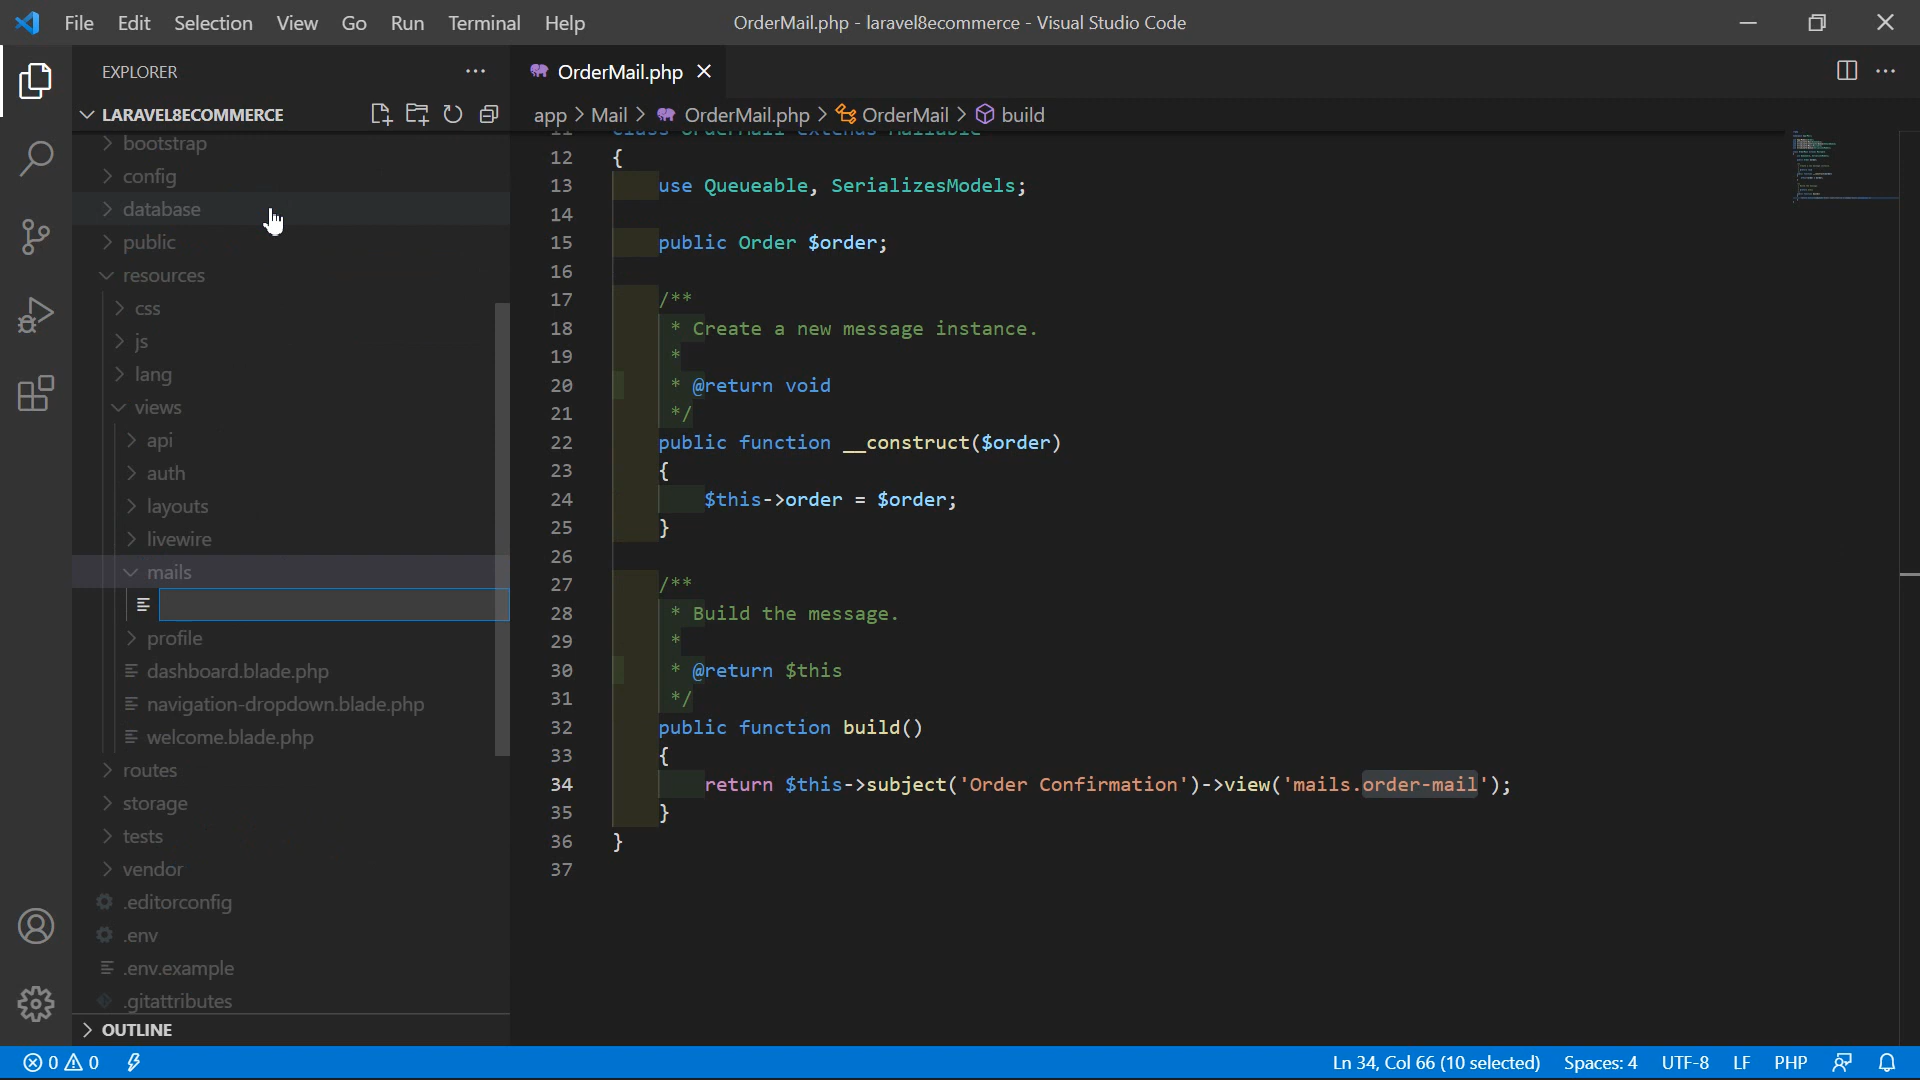 File Edit Selection View Go Run Terminal Help
OrderMail.php - laravel8ecommerce - Visual Studio Code
EXPLORER
LARAVEL8ECOMMERCE
bootstrap
config
database
public
resources
css
js
lang
views
api
auth
layouts
livewire
mails
profile
dashboard.blade.php
navigation-dropdown.blade.php
welcome.blade.php
routes
storage
tests
vendor
.editorconfig
.env
.env.example
.gitattributes
OUTLINE
OrderMail.php
app > Mail > OrderMail.php > OrderMail > build
11 class OrderMail extends Mailable
12 {
13 use Queueable, SerializesModels;
14
15 public Order $order;
16
17 /**
18 * Create a new message instance.
19 *
20 * @return void
21 */
22 public function __construct($order)
23 {
24 $this->order = $order;
25 }
26
27 /**
28 * Build the message.
29 *
30 * @return $this
31 */
32 public function build()
33 {
34 return $this->subject('Order Confirmation')->view('mails.order-mail');
35 }
36 }
37
0 0
Ln 34, Col 66 (10 selected) Spaces: 4 UTF-8 LF PHP